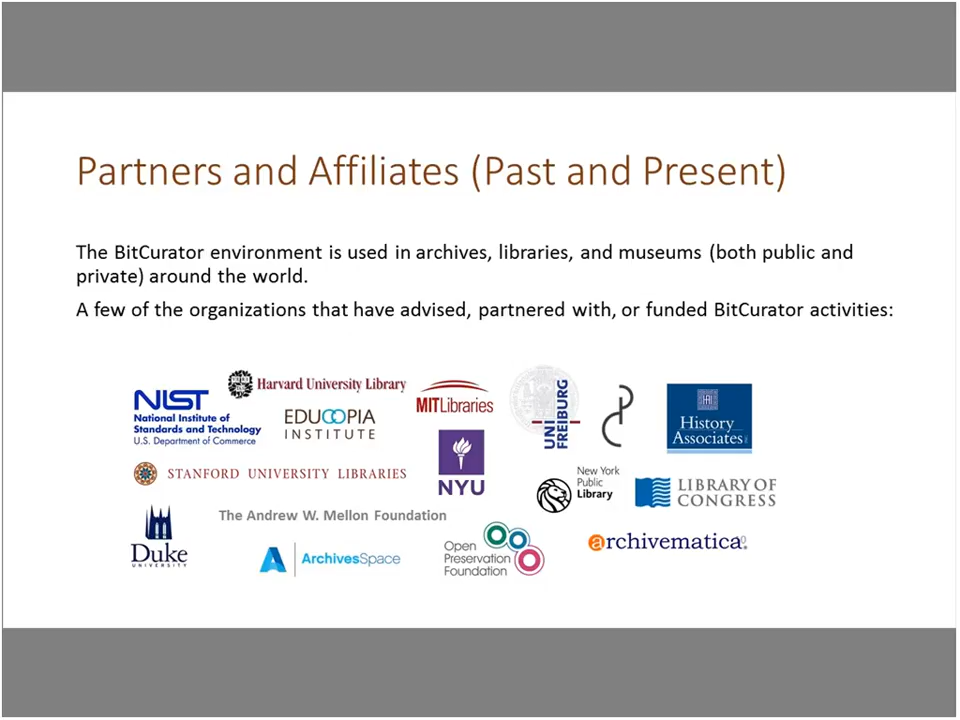 Partners and Affiliates (Past and Present)
The BitCurator environment is used in archives, libraries, and museums (both public and
private) around the world.
A few of the organizations that have advised, partnered with, or funded BitCurator activities:
NIST
National Institute of
Standards and Technology
U.S. Department of Commerce
Harvard University Library
EDUCOPIA
INSTITUTE
MITLibraries
UNI
FREIBURG
History
Associates
STANFORD UNIVERSITY LIBRARIES
NYU
New York
Public
Library
LIBRARY OF
CONGRESS
The Andrew W. Mellon Foundation
Duke
UNIVERSITY
ArchivesSpace
Open
Preservation
Foundation
archivematica